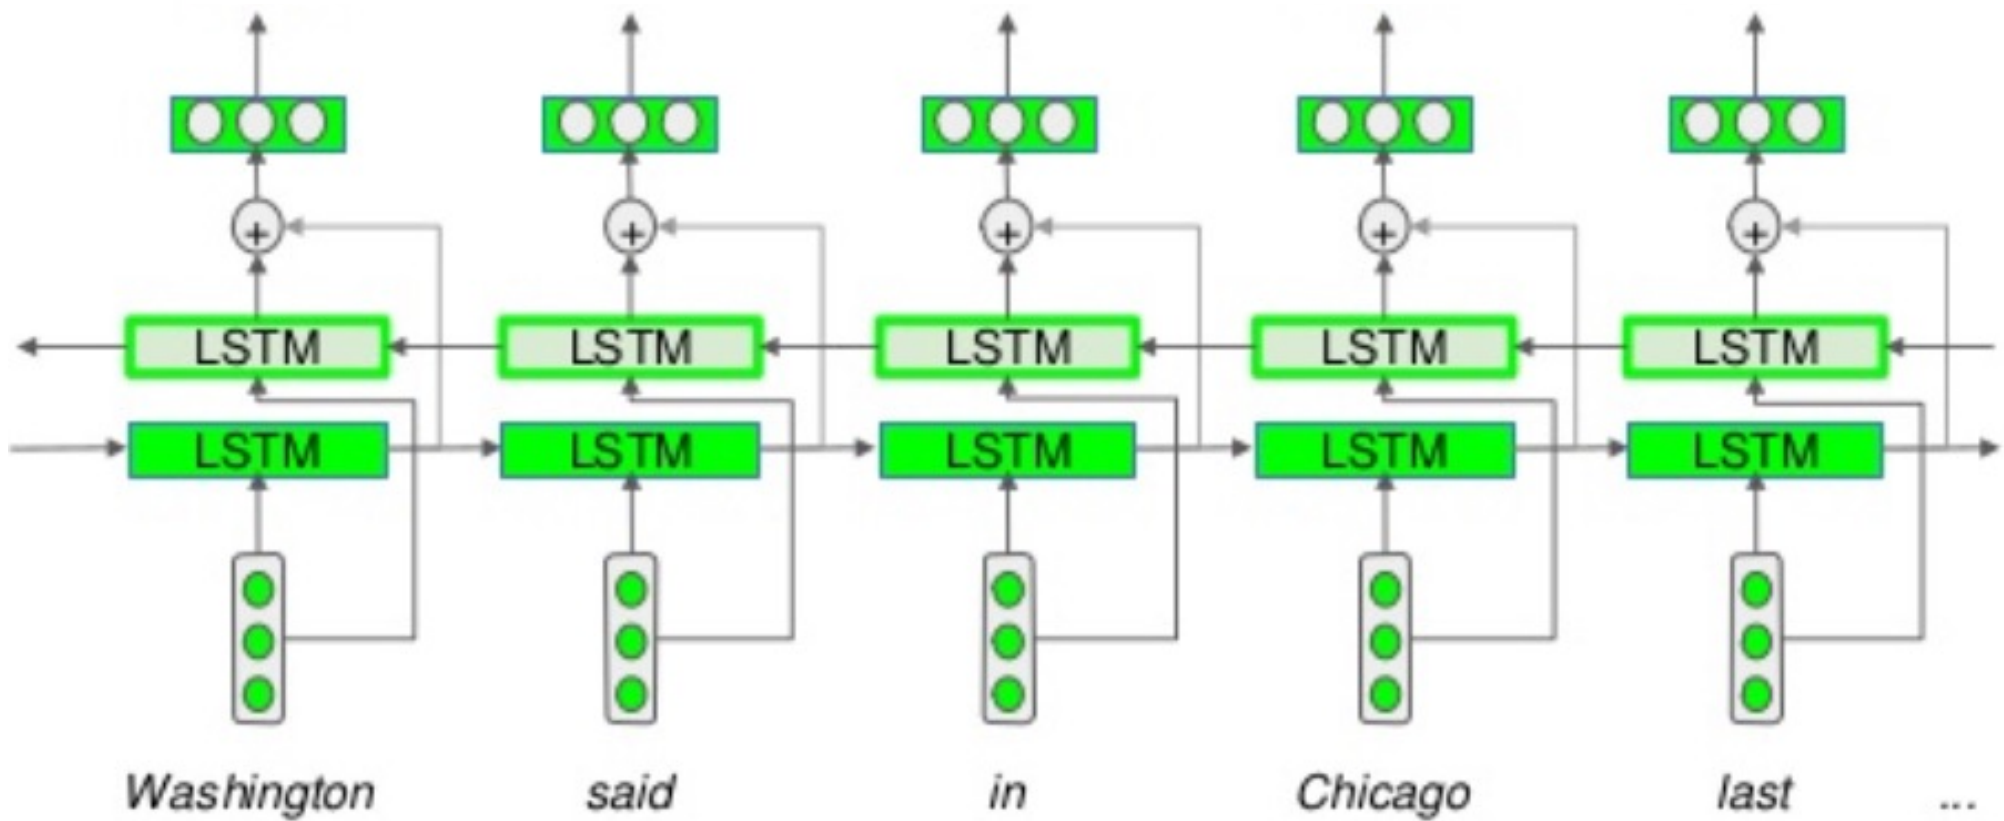 + + + + +
LSTM LSTM LSTM LSTM LSTM
LSTM LSTM LSTM LSTM LSTM
Washington said in Chicago last ...